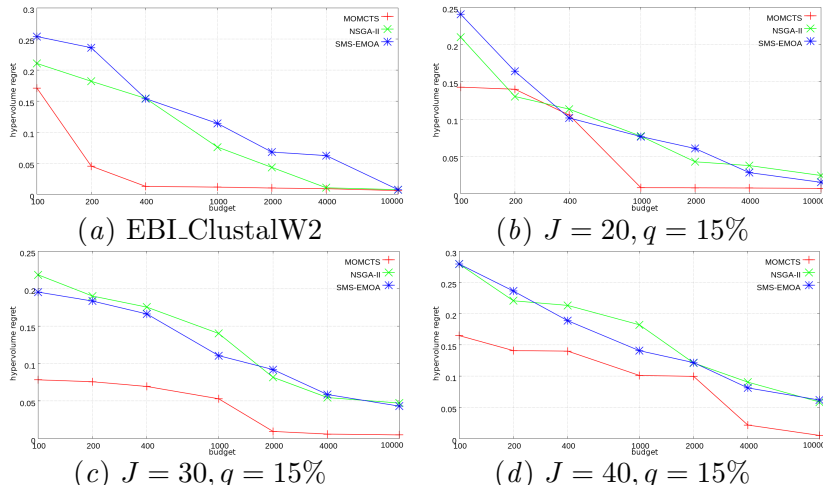 MOMCTS
NSGA-II
SMS-EMOA
hypervolume regret
0.3
0.25
0.2
0.15
0.1
0.05
0
100 200 400 1000 2000 4000 10000
budget
(a) EBI_ClustalW2
MOMCTS
NSGA-II
SMS-EMOA
hypervolume regret
0.25
0.2
0.15
0.1
0.05
0
100 200 400 1000 2000 4000 10000
budget
(b) J = 20, q = 15%
MOMCTS
NSGA-II
SMS-EMOA
hypervolume regret
0.25
0.2
0.15
0.1
0.05
0
100 200 400 1000 2000 4000 10000
budget
(c) J = 30, q = 15%
MOMCTS
NSGA-II
SMS-EMOA
hypervolume regret
0.3
0.25
0.2
0.15
0.1
0.05
0
100 200 400 1000 2000 4000 10000
budget
(d) J = 40, q = 15%